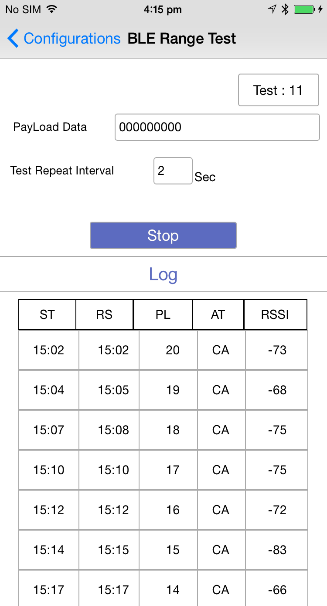 No SIM 4:15 pm
Configurations BLE Range Test
Test : 11
PayLoad Data 000000000
Test Repeat Interval 2 Sec
Stop
Log
ST RS PL AT RSSI
15:02 15:02 20 CA -73
15:04 15:05 19 CA -68
15:07 15:08 18 CA -75
15:10 15:10 17 CA -75
15:12 15:12 16 CA -72
15:14 15:15 15 CA -83
15:17 15:17 14 CA -66